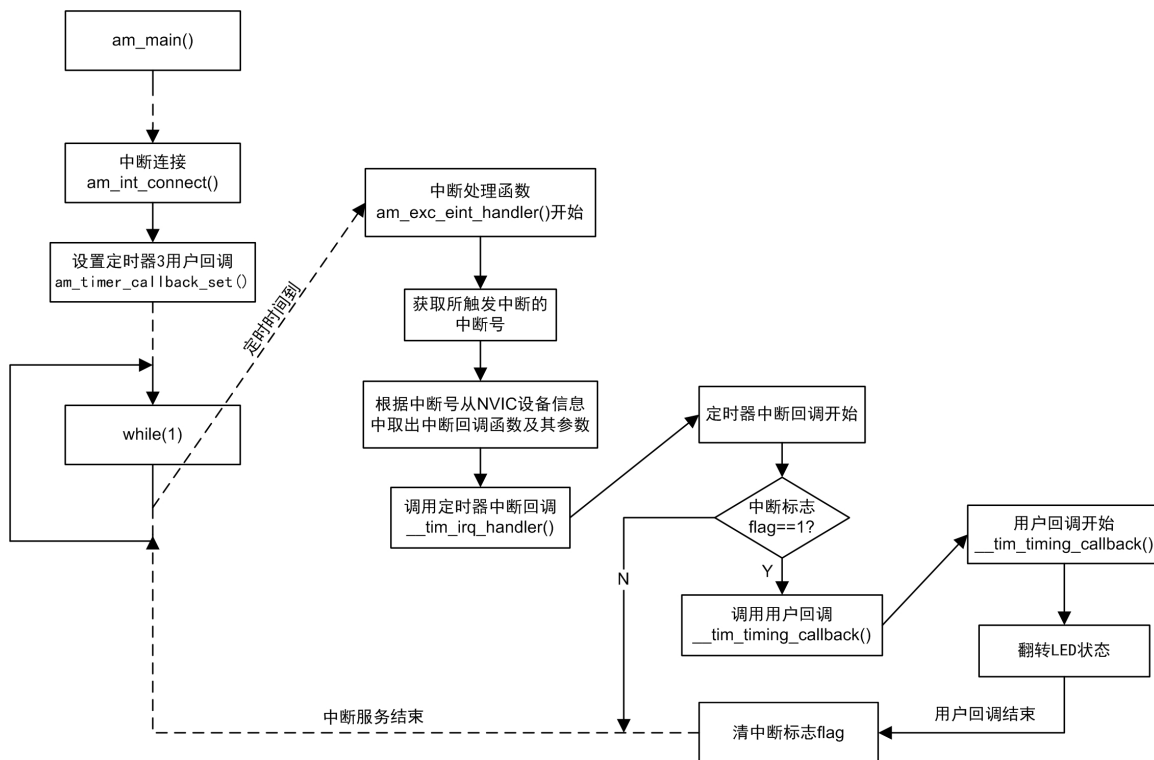 am_main()
中断连接
am_int_connect()
设置定时器3用户回调
am_timer_callback_set()
while(1)
定时时间到
中断处理函数
am_exc_eint_handler()开始
获取所触发中断的
中断号
根据中断号从NVIC设备信息
中取出中断回调函数及其参数
调用定时器中断回调
__tim_irq_handler()
定时器中断回调开始
中断标志
flag==1?
N
Y
调用用户回调
__tim_timing_callback()
用户回调开始
__tim_timing_callback()
翻转LED状态
用户回调结束
清中断标志flag
中断服务结束